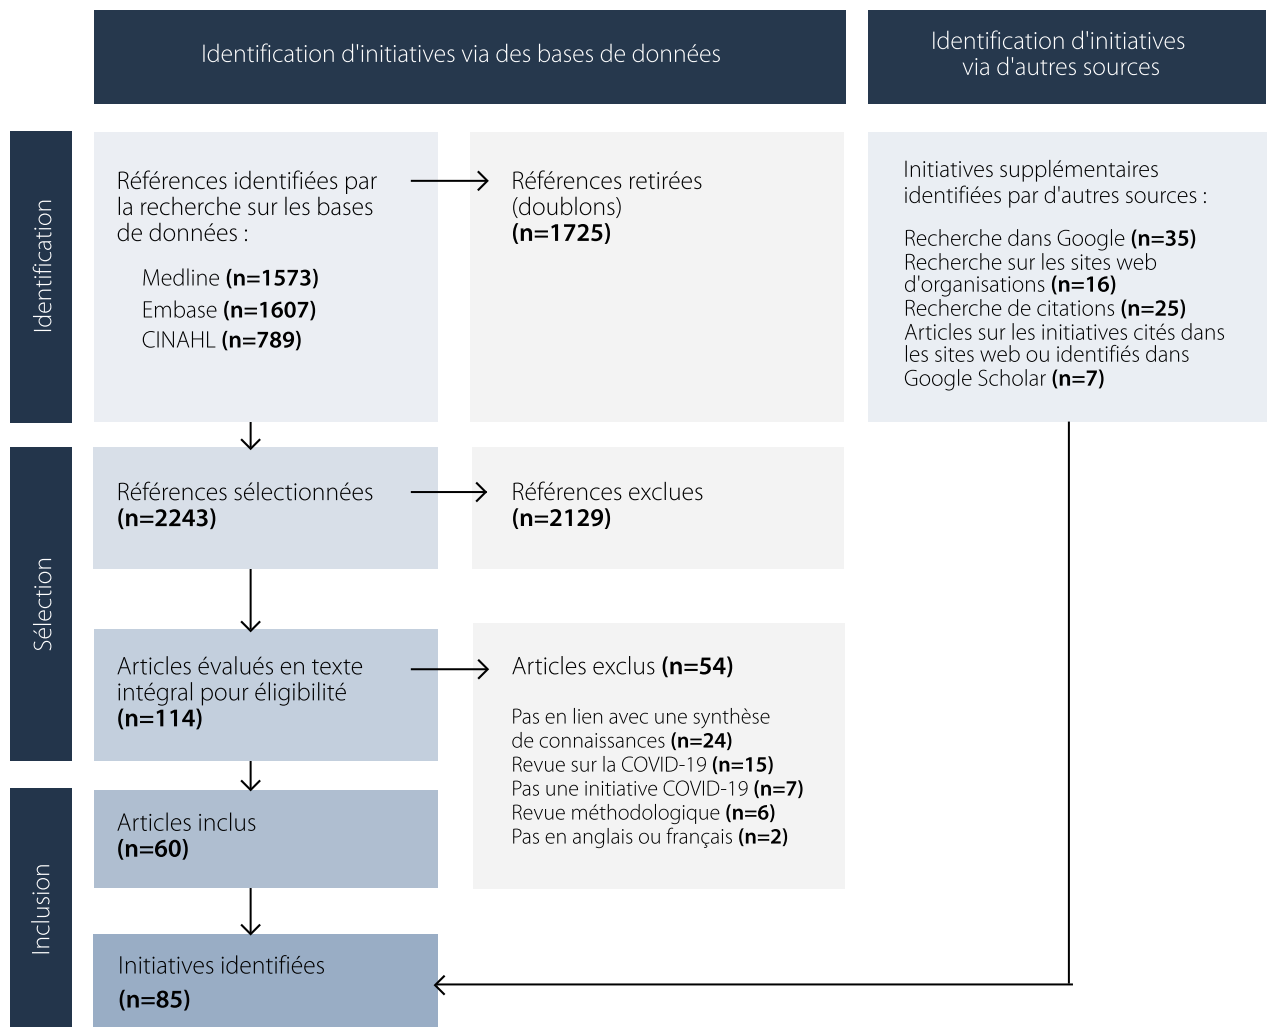 Identification d'initiatives via des bases de données
Identification d'initiatives
via d'autres sources
Identification
Références identifiées par
la recherche sur les bases
de données :
Medline (n=1573)
Embase (n=1607)
CINAHL (n=789)
Références retirées
(doublons)
(n=1725)
Initiatives supplémentaires
identifiées par d'autres sources :
Recherche dans Google (n=35)
Recherche sur les sites web
d'organisations (n=16)
Recherche de citations (n=25)
Articles sur les initiatives cités dans
les sites web ou identifiés dans
Google Scholar (n=7)
Sélection
Références sélectionnées
(n=2243)
Références exclues
(n=2129)
Articles évalués en texte
intégral pour éligibilité
(n=114)
Articles exclus (n=54)
Pas en lien avec une synthèse
de connaissances (n=24)
Revue sur la COVID-19 (n=15)
Pas une initiative COVID-19 (n=7)
Revue méthodologique (n=6)
Pas en anglais ou français (n=2)
Inclusion
Articles inclus
(n=60)
Initiatives identifiées
(n=85)